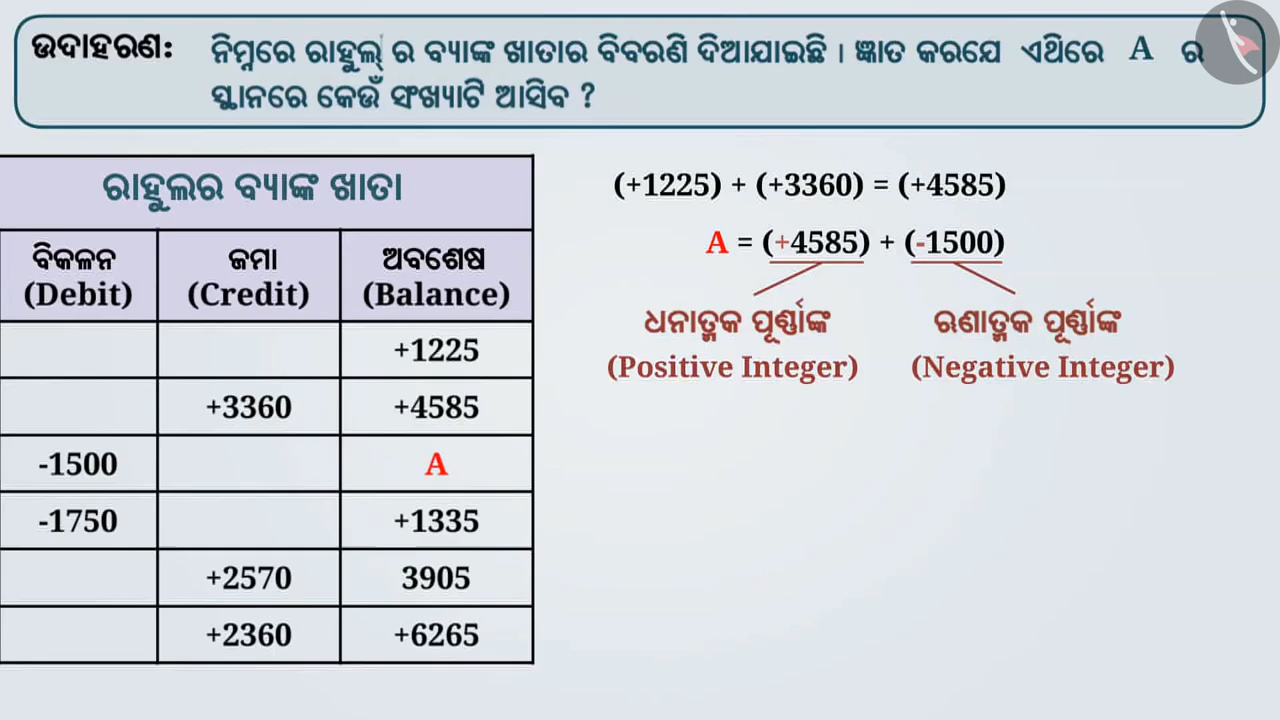 ଉଦାହରଣ: ନିମ୍ନରେ ରାହୁଲ୍ ର ବ୍ୟାଙ୍କ ଖାତାର ବିବରଣି ଦିଆଯାଇଛି । ଜ୍ଞାତ କରଯେ ଏଥିରେ A ର
ସ୍ଥାନରେ କେଉଁ ସଂଖ୍ୟାଟି ଆସିବ ?
ରାହୁଲର ବ୍ୟାଙ୍କ ଖାତା
ବିକଳନ ଜମା ଅବଶେଷ
(Debit) (Credit) (Balance)
+1225
+3360 +4585
-1500 A
-1750 +1335
+2570 3905
+2360 +6265
(+1225) + (+3360) = (+4585)
A = (+4585) + (-1500)
ଧନାତ୍ମକ ପୂର୍ଣ୍ଣାଙ୍କ ଋଣାତ୍ମକ ପୂର୍ଣ୍ଣାଙ୍କ
(Positive Integer) (Negative Integer)